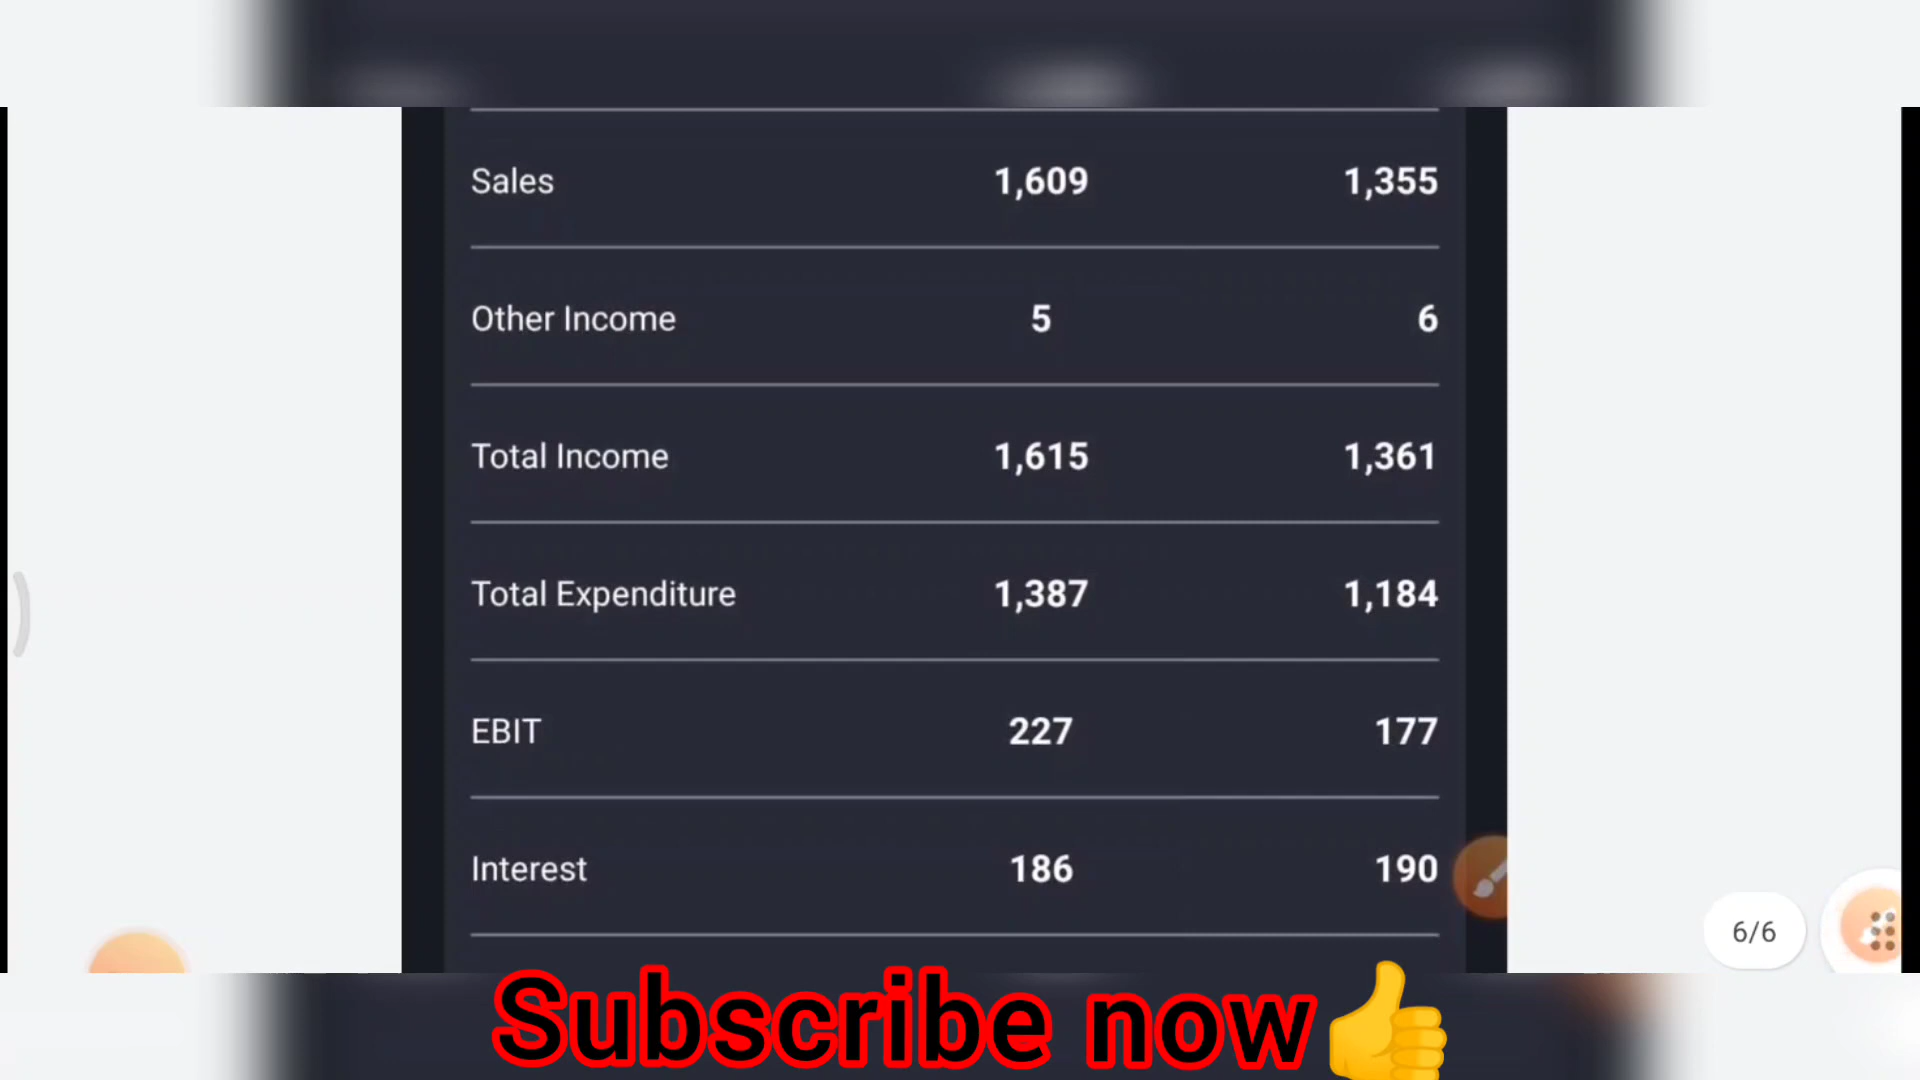 Sales 1,609 1,355
Other Income 5 6
Total Income 1,615 1,361
Total Expenditure 1,387 1,184
EBIT 227 177
Interest 186 190
6/6
Subscribe now👍